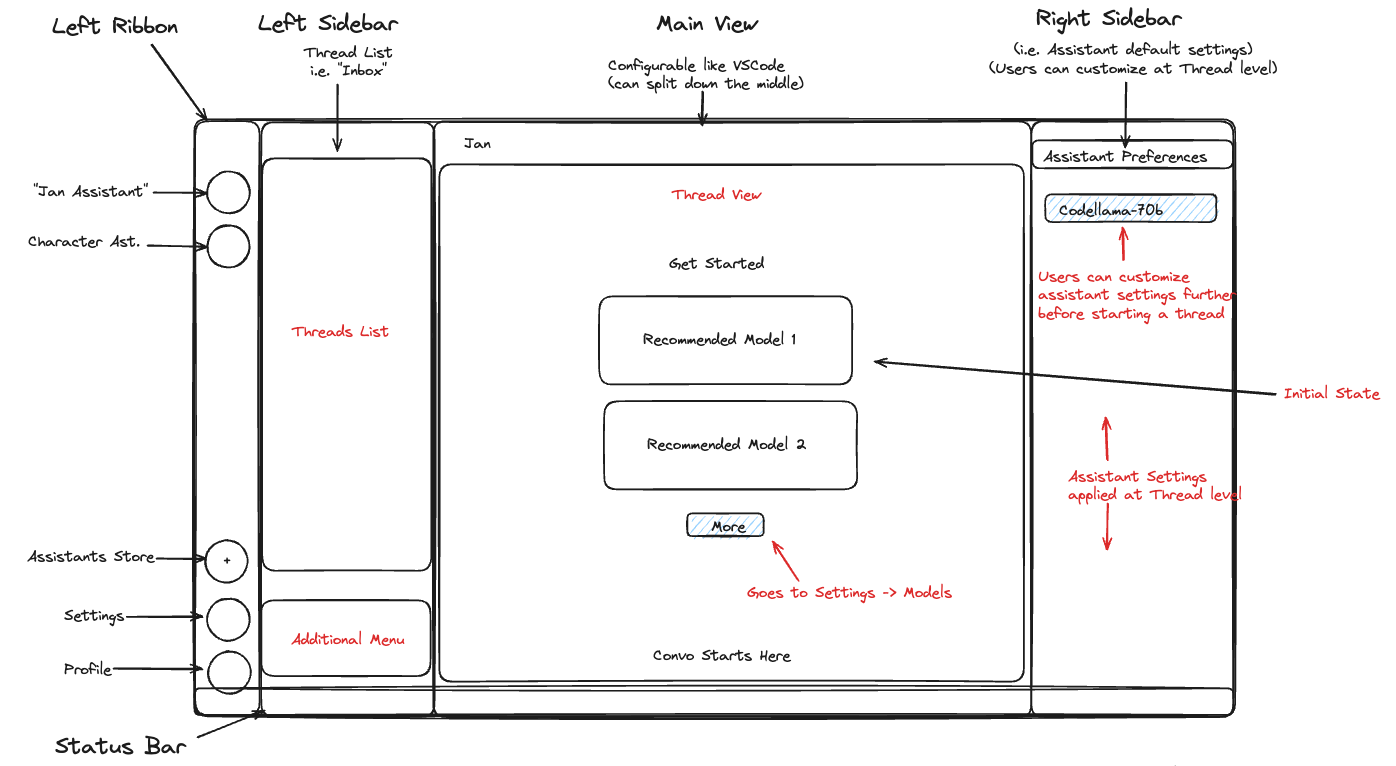 Left Ribbon
Left Sidebar
Thread List
i.e. "Inbox"
Main View
Configurable like VSCode
(can split down the middle)
Right Sidebar
(i.e. Assistant default settings)
(Users can customize at Thread level)
Jan
Assistant Preferences
"Jan Assistant"
Character Ast.
Thread View
Codellama-70b
Get Started
Users can customize
assistant settings further
before starting a thread
Threads List
Recommended Model 1
Initial State
Recommended Model 2
Assistant Settings
applied at Thread level
More
Assistants Store
+
Goes to Settings -> Models
Settings
Additional Menu
Convo Starts Here
Profile
Status Bar